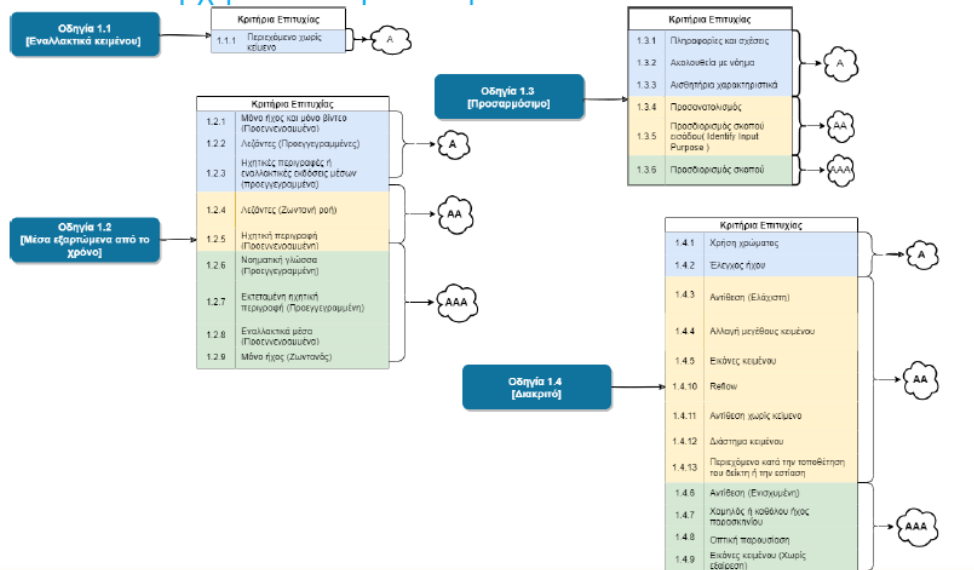 Οδηγία 1.1
[Εναλλακτικά κειμένου]
Κριτήρια Επιτυχίας
1.1.1 Περιεχόμενο χωρίς
κείμενο
A
Οδηγία 1.2
[Μέσα εξαρτώμενα από το
χρόνο]
Κριτήρια Επιτυχίας
1.2.1 Μόνο ήχος και μόνο βίντεο
(Προεγγεγραμμένα)
1.2.2 Λεζάντες (Προεγγεγραμμένες)
1.2.3 Ηχητικές περιγραφές ή
εναλλακτικές εκδόσεις μέσων
(προεγγεγραμμένα)
A
1.2.4 Λεζάντες (Ζωντανή ροή)
1.2.5 Ηχητική περιγραφή
(Προεγγεγραμμένη)
AA
1.2.6 Νοηματική γλώσσα
(Προεγγεγραμμένη)
1.2.7 Εκτεταμένη ηχητική
περιγραφή (Προεγγεγραμμένη)
1.2.8 Εναλλακτικά μέσα
(Προεγγεγραμμένα)
1.2.9 Μόνο ήχος (Ζωντανός)
AAA
Οδηγία 1.3
[Προσαρμόσιμο]
Κριτήρια Επιτυχίας
1.3.1 Πληροφορίες και σχέσεις
1.3.2 Ακολουθεία με νόημα
1.3.3 Αισθητήρια χαρακτηριστικά
A
1.3.4 Προσανατολισμός
1.3.5 Προσδιορισμός σκοπού
εισόδου( Identify Input
Purpose )
AA
1.3.6 Προσδιορισμός σκοπού
AAA
Οδηγία 1.4
[Διακριτό]
Κριτήρια Επιτυχίας
1.4.1 Χρήση χρώματος
1.4.2 Έλεγχος ήχου
A
1.4.3 Αντίθεση (Ελάχιστη)
1.4.4 Αλλαγή μεγέθους κειμένου
1.4.5 Εικόνες κειμένου
1.4.10 Reflow
1.4.11 Αντίθεση χωρίς κείμενο
1.4.12 Διάστημα κειμένου
1.4.13 Περιεχόμενο κατά την τοποθέτηση
του δείκτη ή την εστίαση
AA
1.4.6 Αντίθεση (Ενισχυμένη)
1.4.7 Χαμηλός ή καθόλου ήχος
παρασκηνίου
1.4.8 Οπτική παρουσίαση
1.4.9 Εικόνες κειμένου (Χωρίς
εξαίρεση)
AAA